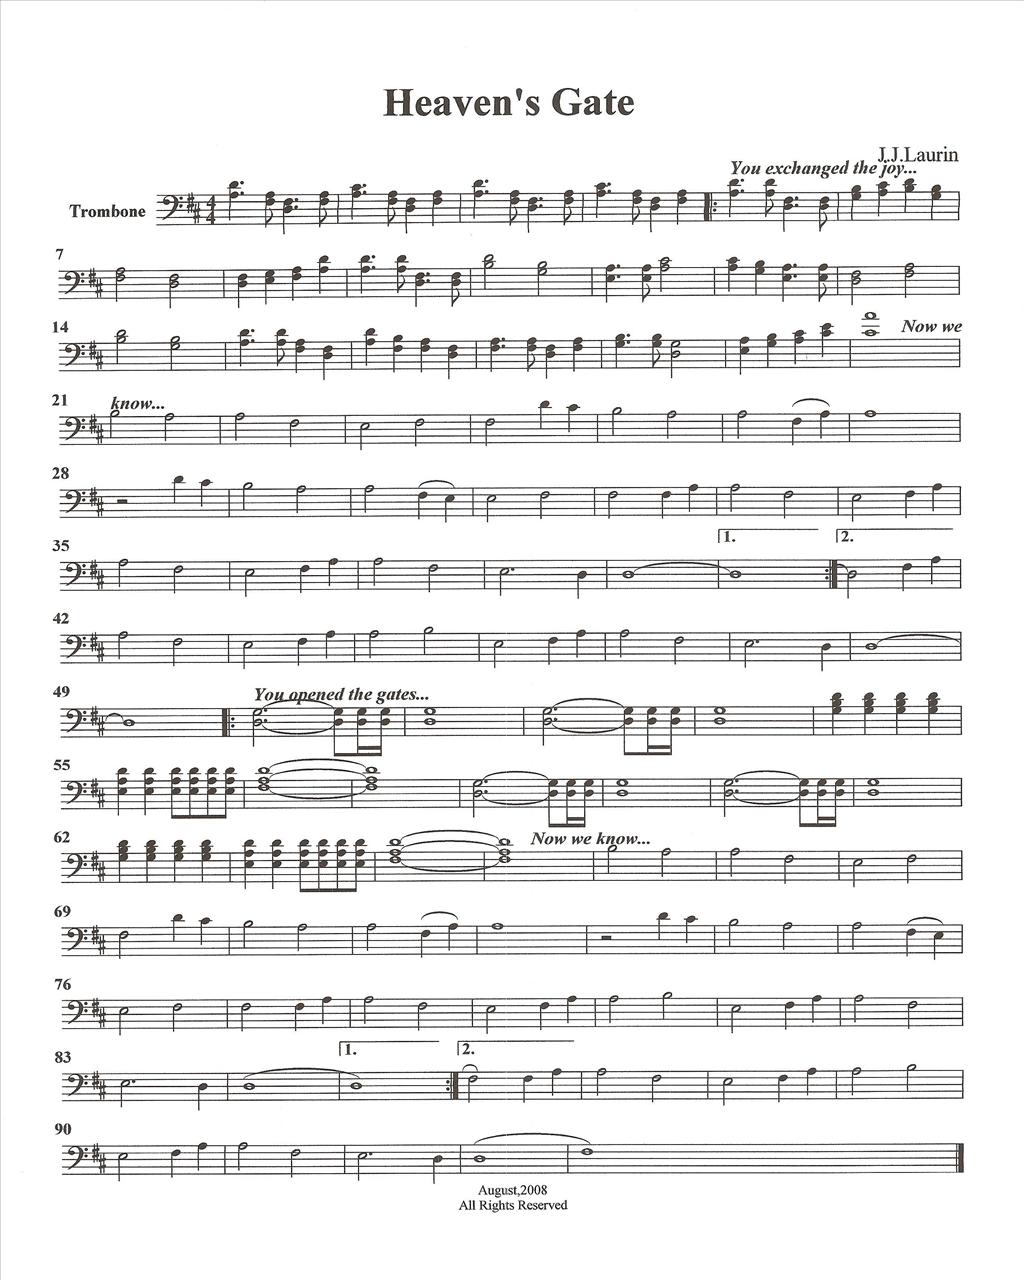 Heaven's Gate
J.J.Laurin
You exchanged the joy...
Trombone
4
4
7
14
Now we
21
know...
28
35
1.
2.
42
49
You opened the gates...
55
62
Now we know...
69
76
83
1.
2.
90
August,2008
All Rights Reserved